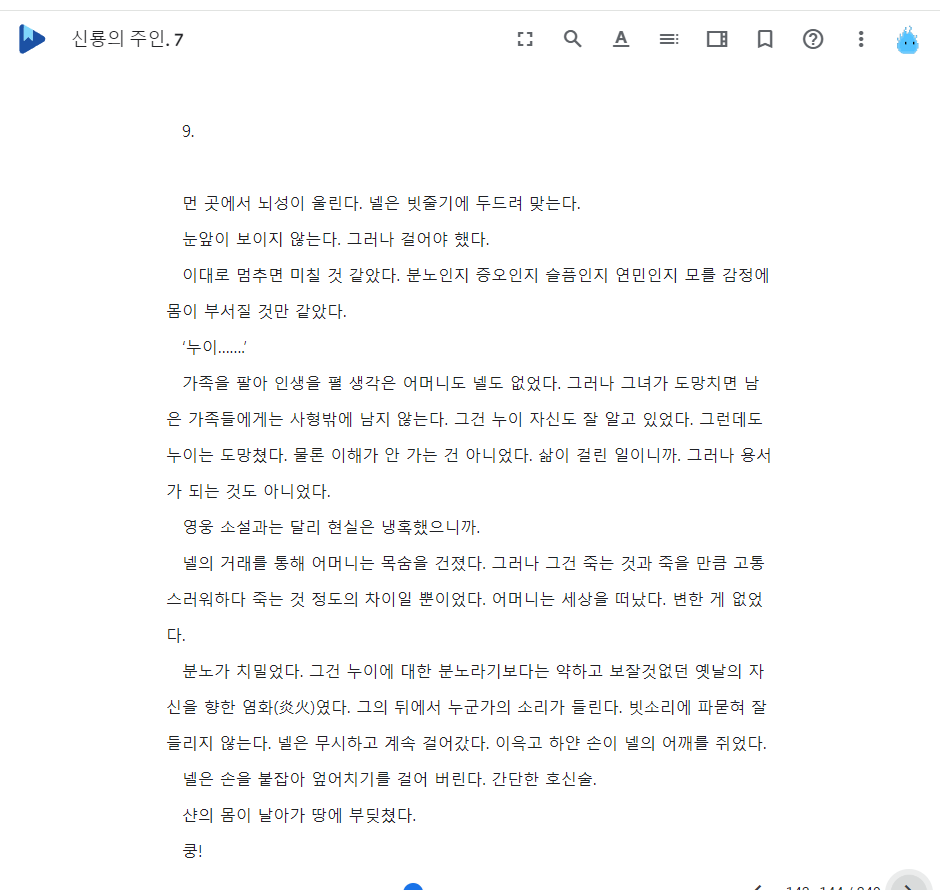 신룡의 주인. 7
9.
먼 곳에서 뇌성이 울린다. 넬은 빗줄기에 두드려 맞는다.
눈앞이 보이지 않는다. 그러나 걸어야 했다.
이대로 멈추면 미칠 것 같았다. 분노인지 증오인지 슬픔인지 연민인지 모를 감정에
몸이 부서질 것만 같았다.
‘누이.......’
가족을 팔아 인생을 펼 생각은 어머니도 넬도 없었다. 그러나 그녀가 도망치면 남
은 가족들에게는 사형밖에 남지 않는다. 그건 누이 자신도 잘 알고 있었다. 그런데도
누이는 도망쳤다. 물론 이해가 안 가는 건 아니었다. 삶이 걸린 일이니까. 그러나 용서
가 되는 것도 아니었다.
영웅 소설과는 달리 현실은 냉혹했으니까.
넬의 거래를 통해 어머니는 목숨을 건졌다. 그러나 그건 죽는 것과 죽을 만큼 고통
스러워하다 죽는 것 정도의 차이일 뿐이었다. 어머니는 세상을 떠났다. 변한 게 없었
다.
분노가 치밀었다. 그건 누이에 대한 분노라기보다는 약하고 보잘것없던 옛날의 자
신을 향한 염화(炎火)였다. 그의 뒤에서 누군가의 소리가 들린다. 빗소리에 파묻혀 잘
들리지 않는다. 넬은 무시하고 계속 걸어갔다. 이윽고 하얀 손이 넬의 어깨를 쥐었다.
넬은 손을 붙잡아 엎어치기를 걸어 버린다. 간단한 호신술.
샨의 몸이 날아가 땅에 부딪쳤다.
쿵!